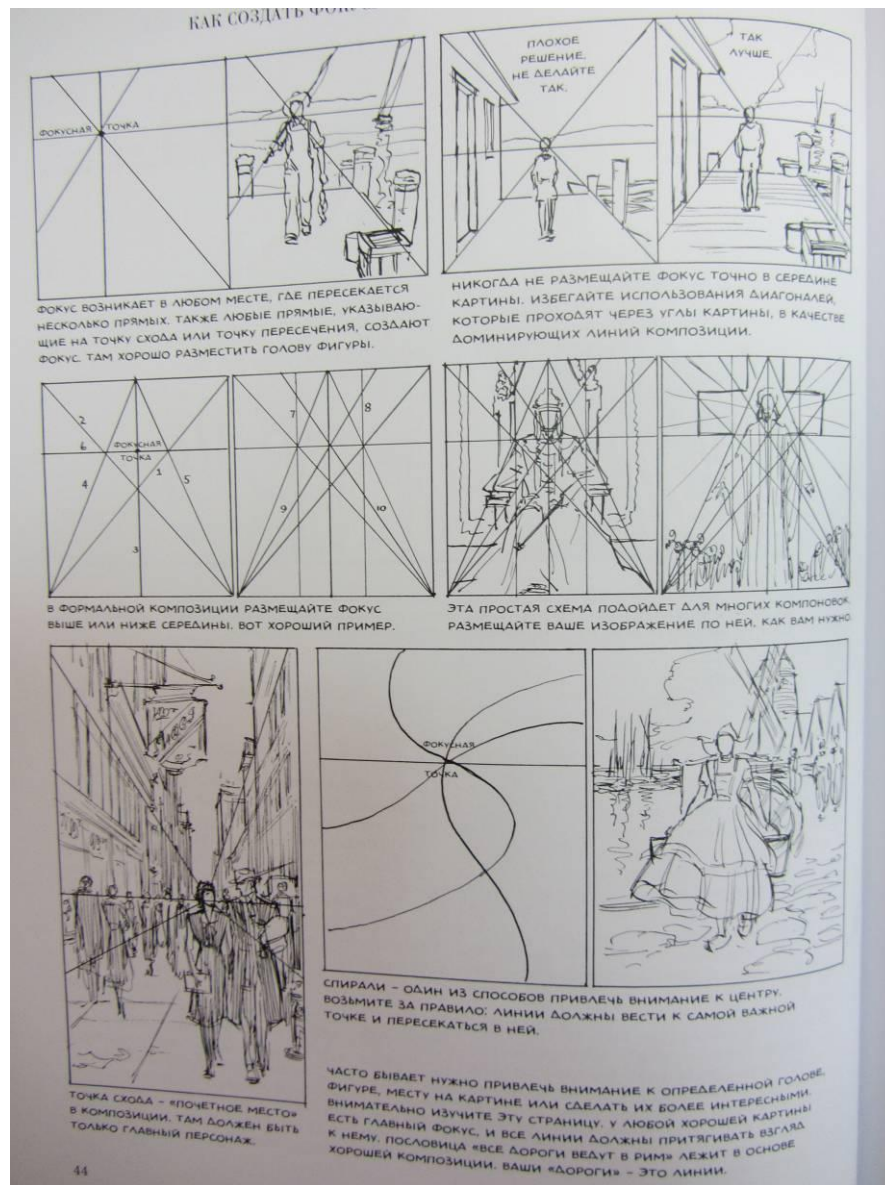 КАК СОЗДАТЬ
ФОКУСНАЯ ТОЧКА
ПЛОХОЕ
РЕШЕНИЕ.
НЕ ДЕЛАЙТЕ
ТАК.
ТАК
ЛУЧШЕ.
ФОКУС ВОЗНИКАЕТ В ЛЮБОМ МЕСТЕ, ГДЕ ПЕРЕСЕКАЕТСЯ
НЕСКОЛЬКО ПРЯМЫХ. ТАКЖЕ ЛЮБЫЕ ПРЯМЫЕ, УКАЗЫВАЮ-
ЩИЕ НА ТОЧКУ СХОДА ИЛИ ТОЧКУ ПЕРЕСЕЧЕНИЯ, СОЗДАЮТ
ФОКУС. ТАМ ХОРОШО РАЗМЕСТИТЬ ГОЛОВУ ФИГУРЫ.
НИКОГДА НЕ РАЗМЕЩАЙТЕ ФОКУС ТОЧНО В СЕРЕДИНЕ
КАРТИНЫ. ИЗБЕГАЙТЕ ИСПОЛЬЗОВАНИЯ ДИАГОНАЛЕЙ,
КОТОРЫЕ ПРОХОДЯТ ЧЕРЕЗ УГЛЫ КАРТИНЫ, В КАЧЕСТВЕ
ДОМИНИРУЮЩИХ ЛИНИЙ КОМПОЗИЦИИ.
2
6
ФОКУСНАЯ
ТОЧКА
1
4
5
3
7
8
9
10
В ФОРМАЛЬНОЙ КОМПОЗИЦИИ РАЗМЕЩАЙТЕ ФОКУС
ВЫШЕ ИЛИ НИЖЕ СЕРЕДИНЫ. ВОТ ХОРОШИЙ ПРИМЕР.
ЭТА ПРОСТАЯ СХЕМА ПОДОЙДЕТ ДЛЯ МНОГИХ КОМПОНОВОК.
РАЗМЕЩАЙТЕ ВАШЕ ИЗОБРАЖЕНИЕ ПО НЕЙ, КАК ВАМ НУЖНО.
ФОКУСНАЯ
ТОЧКА
СПИРАЛИ – ОДИН ИЗ СПОСОБОВ ПРИВЛЕЧЬ ВНИМАНИЕ К ЦЕНТРУ.
ВОЗЬМИТЕ ЗА ПРАВИЛО: ЛИНИИ ДОЛЖНЫ ВЕСТИ К САМОЙ ВАЖНОЙ
ТОЧКЕ И ПЕРЕСЕКАТЬСЯ В НЕЙ.
ТОЧКА СХОДА – «ПОЧЕТНОЕ МЕСТО»
В КОМПОЗИЦИИ. ТАМ ДОЛЖЕН БЫТЬ
ТОЛЬКО ГЛАВНЫЙ ПЕРСОНАЖ.
ЧАСТО БЫВАЕТ НУЖНО ПРИВЛЕЧЬ ВНИМАНИЕ К ОПРЕДЕЛЕННОЙ ГОЛОВЕ,
ФИГУРЕ, МЕСТУ НА КАРТИНЕ ИЛИ СДЕЛАТЬ ИХ БОЛЕЕ ИНТЕРЕСНЫМИ.
ВНИМАТЕЛЬНО ИЗУЧИТЕ ЭТУ СТРАНИЦУ. У ЛЮБОЙ ХОРОШЕЙ КАРТИНЫ
ЕСТЬ ГЛАВНЫЙ ФОКУС, И ВСЕ ЛИНИИ ДОЛЖНЫ ПРИТЯГИВАТЬ ВЗГЛЯД
К НЕМУ. ПОСЛОВИЦА «ВСЕ ДОРОГИ ВЕДУТ В РИМ» ЛЕЖИТ В ОСНОВЕ
ХОРОШЕЙ КОМПОЗИЦИИ. ВАШИ «ДОРОГИ» – ЭТО ЛИНИИ.
44